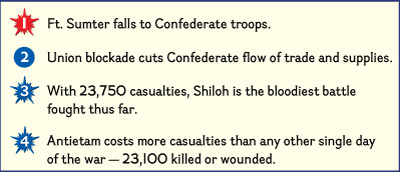 1 Ft. Sumter falls to Confederate troops.
2 Union blockade cuts Confederate flow of trade and supplies.
3 With 23,750 casualties, Shiloh is the bloodiest battle
fought thus far.
4 Antietam costs more casualties than any other single day
of the war — 23,100 killed or wounded.